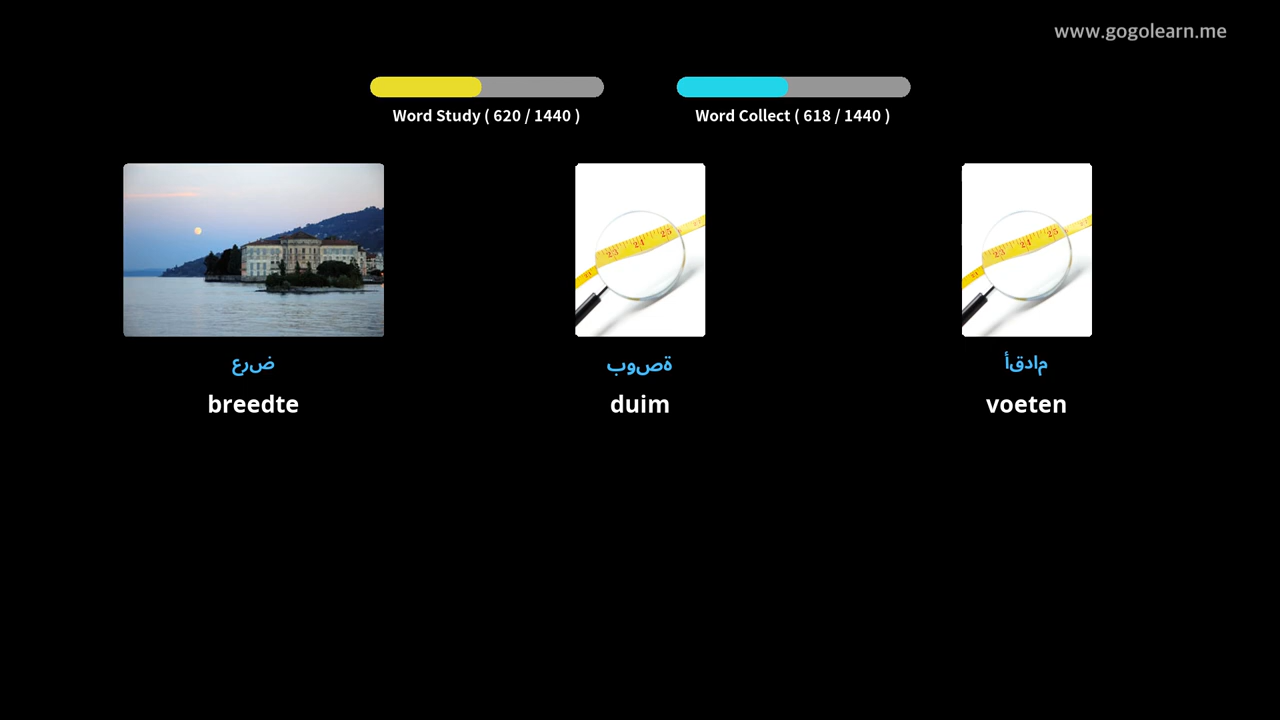 www.gogolearn.me
Word Study ( 620 / 1440 )
Word Collect ( 618 / 1440 )
ضرع
ةصوب
مادقأ
breedte
duim
voeten